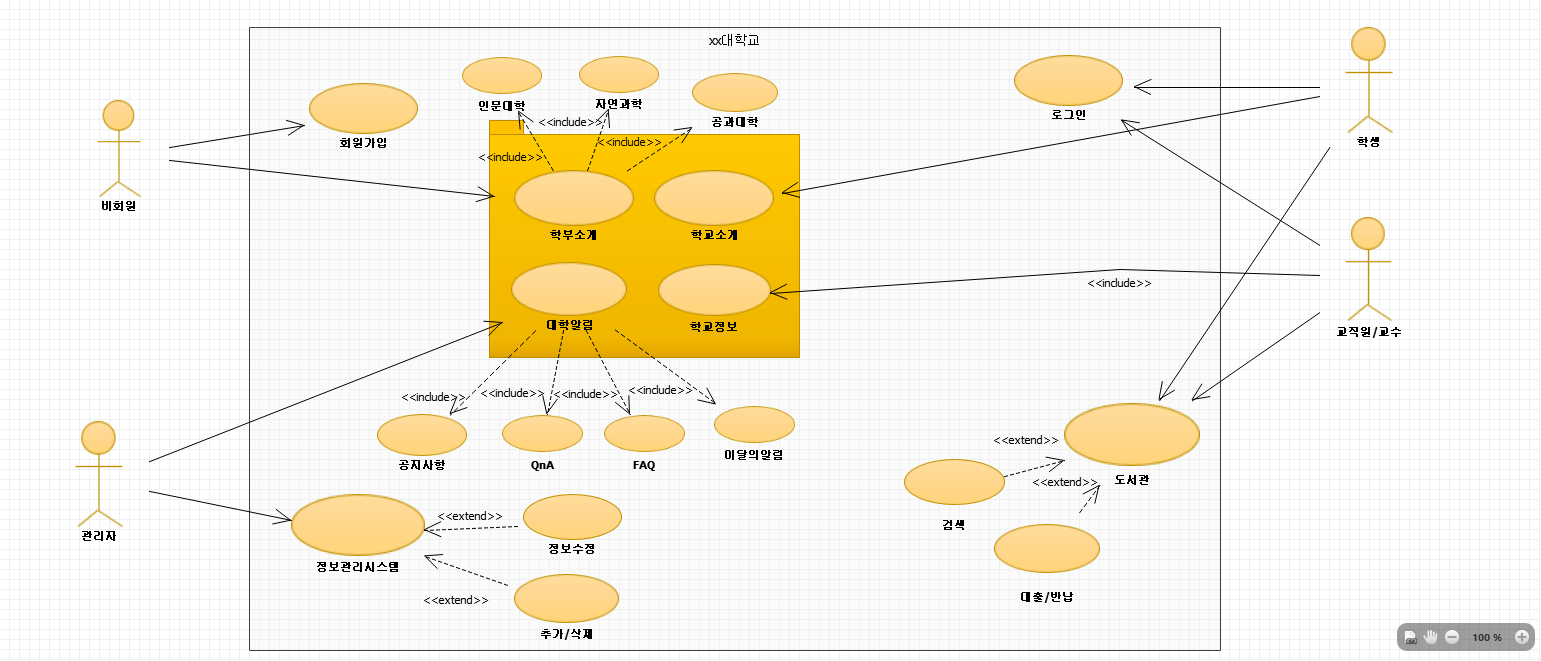 xx대학교
인문대학
자연과학
공과대학
<<include>>
<<include>>
<<include>>
회원가입
로그인
학생
비회원
학부소개
학교소개
<<include>>
대학알림
학교정보
교직원/교수
<<include>>
<<include>>
<<include>>
<<include>>
공지사항
QnA
FAQ
이달의알림
<<extend>>
<<extend>>
도서관
검색
대출/반납
관리자
<<extend>>
정보관리시스템
정보수정
<<extend>>
추가/삭제
100 %